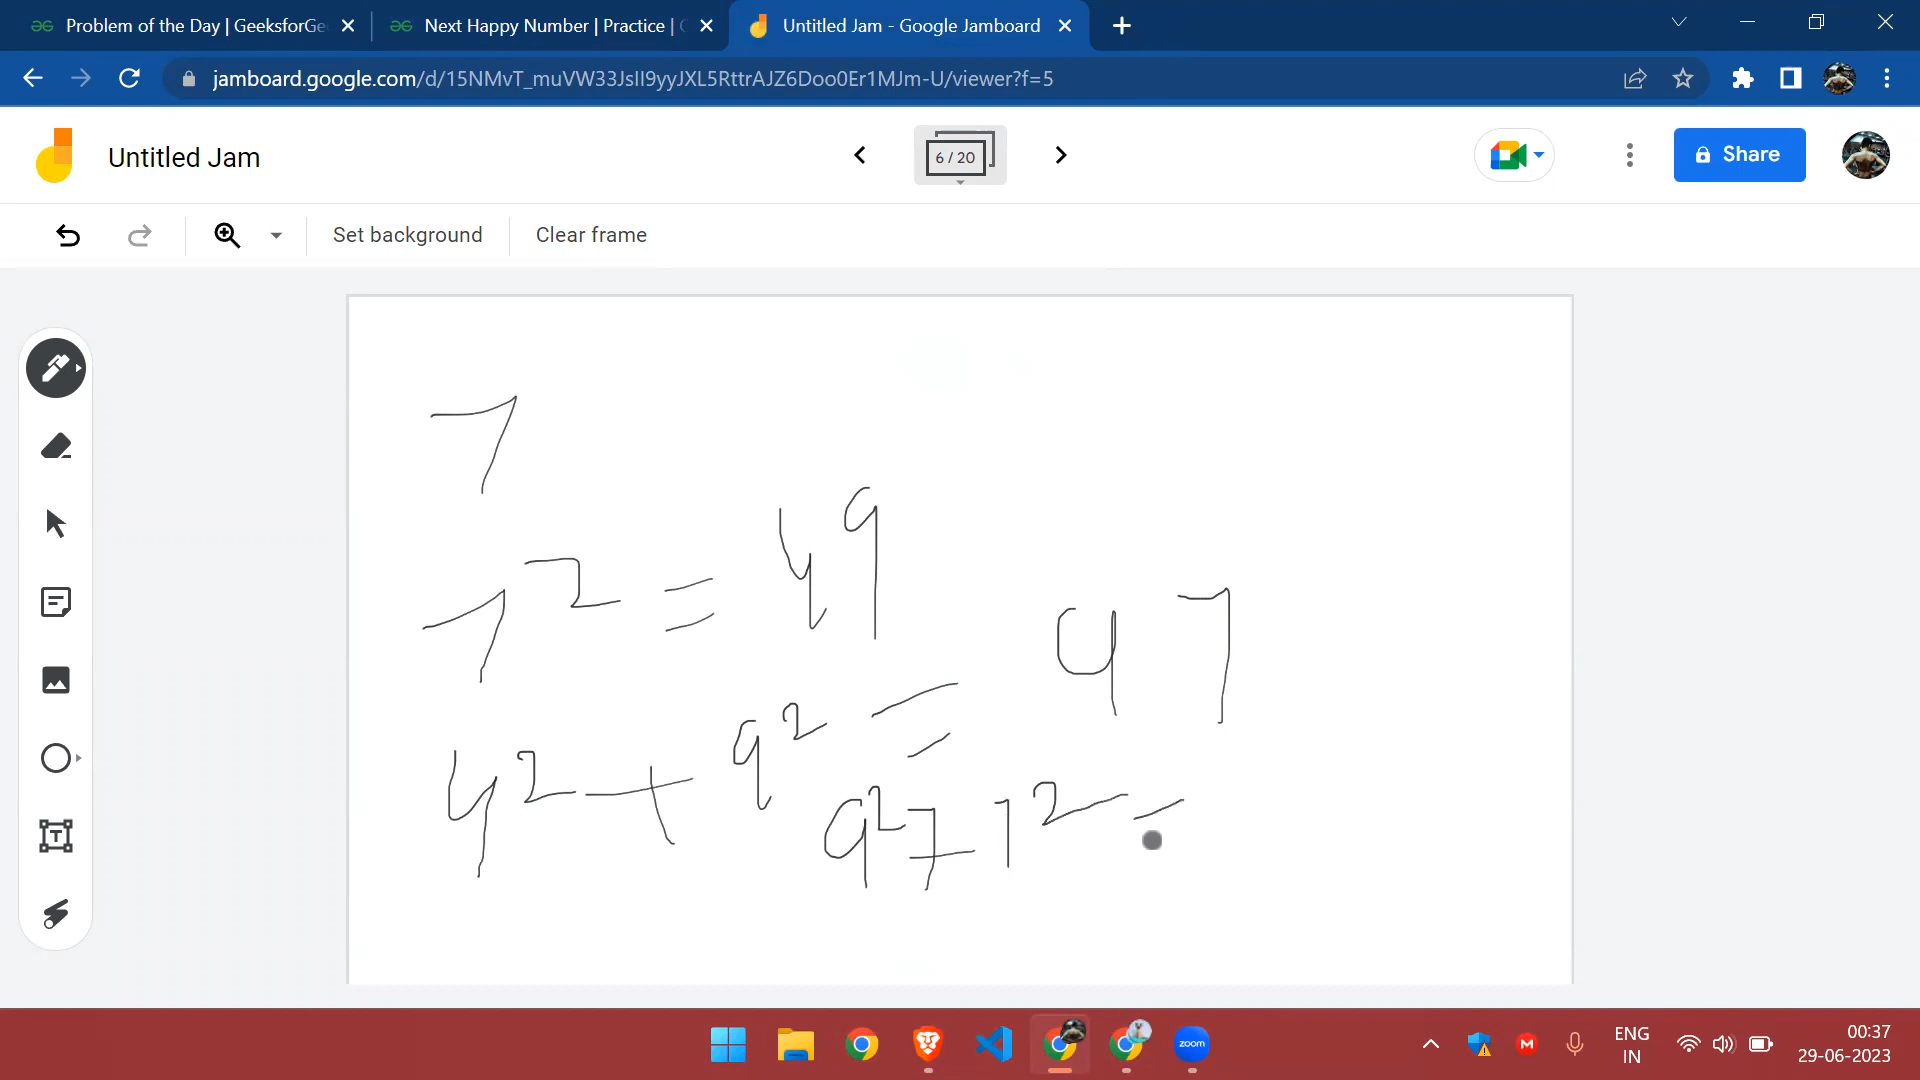 Problem of the Day | GeeksforGe
Next Happy Number | Practice |
Untitled Jam - Google Jamboard
jamboard.google.com/d/15NMvT_muVW33JsII9yyJXL5RttrAJZ6Doo0Er1MJm-U/viewer?f=5
Untitled Jam
6 / 20
Share
Set background
Clear frame
7
7² = 49
4² + 9² = 97
9² + 1² =
T
zoom
M
ENG
IN
00:37
29-06-2023